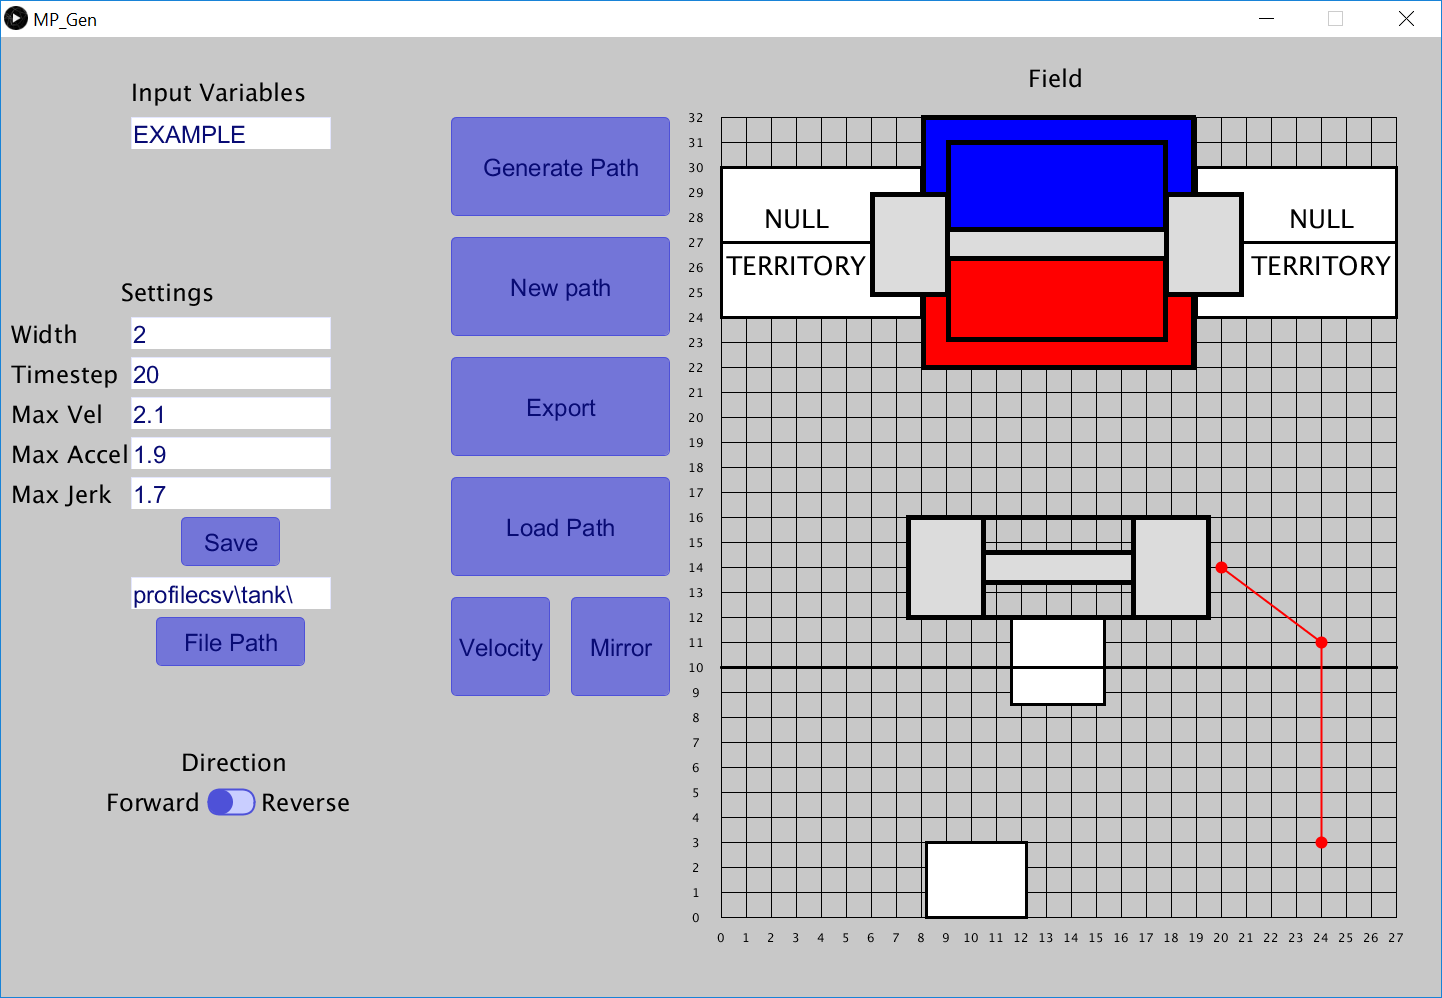 MP_Gen
Input Variables
EXAMPLE
Settings
Width 2
Timestep 20
Max Vel 2.1
Max Accel 1.9
Max Jerk 1.7
Save
profilecsv\tank\
File Path
Direction
Forward Reverse
Generate Path
New path
Export
Load Path
Velocity Mirror
Field
32
31
30
29
28
27
26
25
24
23
22
21
20
19
18
17
16
15
14
13
12
11
10
9
8
7
6
5
4
3
2
1
0
NULL NULL
TERRITORY TERRITORY
0 1 2 3 4 5 6 7 8 9 10 11 12 13 14 15 16 17 18 19 20 21 22 23 24 25 26 27